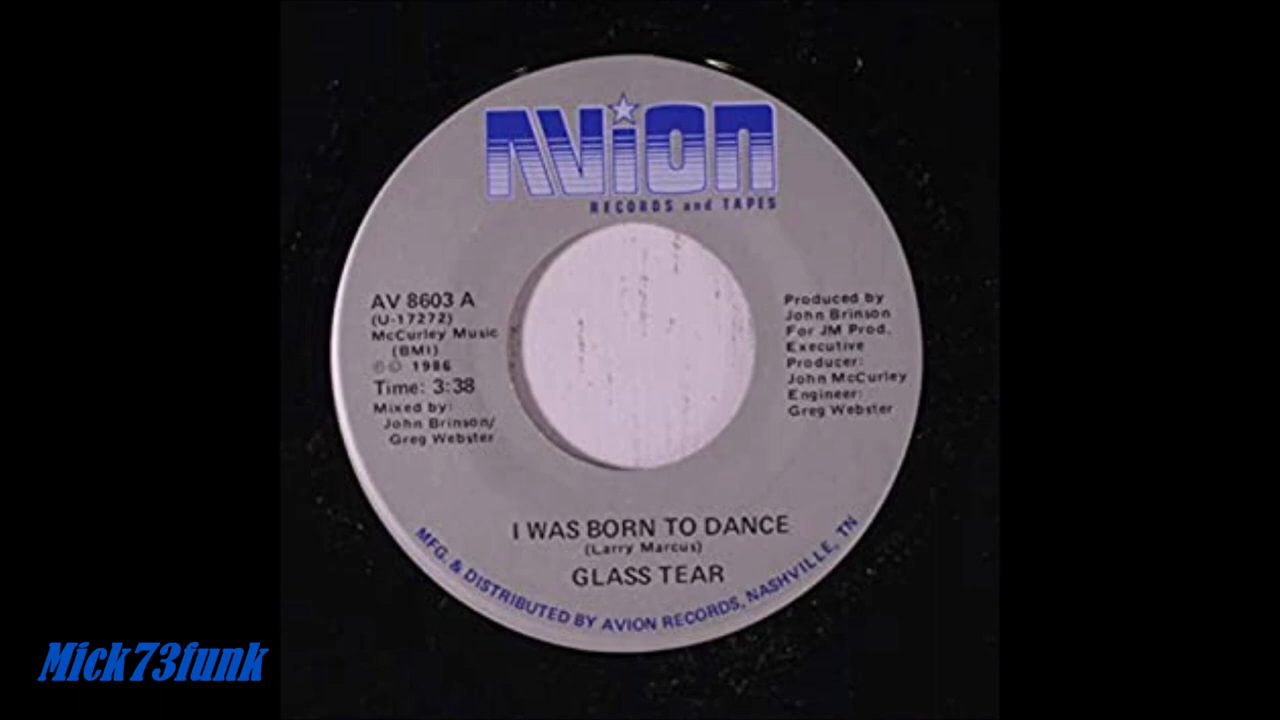 AViON
RECORDS and TAPES
AV 8603 A
(U-17272)
McCurley Music
(BMI)
℗© 1986
Time: 3:38
Mixed by:
John Brinson/
Greg Webster
Produced by
John Brinson
For JM Prod.
Executive
Producer:
John McCurley
Engineer:
Greg Webster
I WAS BORN TO DANCE
(Larry Marcus)
GLASS TEAR
MFG. & DISTRIBUTED BY AVION RECORDS, NASHVILLE, TN
Mick73funk